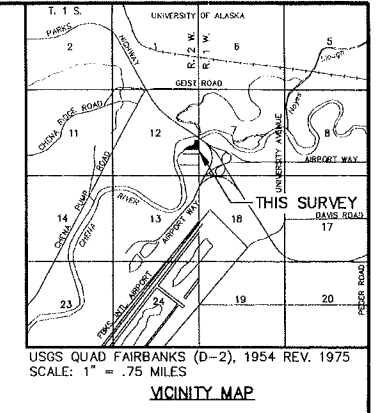 T. 1 S.
UNIVERSITY OF ALASKA
PARKS
HIGHWAY
2
1
R. 2 W.
R. 1 W.
6
5
Slough
Noyes
GEIST ROAD
CHENA RIDGE ROAD
11
12
7
8
AIRPORT WAY
UNIVERSITY AVENUE
CHENA PUMP ROAD
THIS SURVEY
14
CHENA
RIVER
13
AIRPORT WAY
18
DAVIS ROAD
17
FBKS INTL AIRPORT
23
24
19
20
PEGER ROAD
USGS QUAD FAIRBANKS (D-2), 1954 REV. 1975
SCALE: 1" = .75 MILES
VICINITY MAP